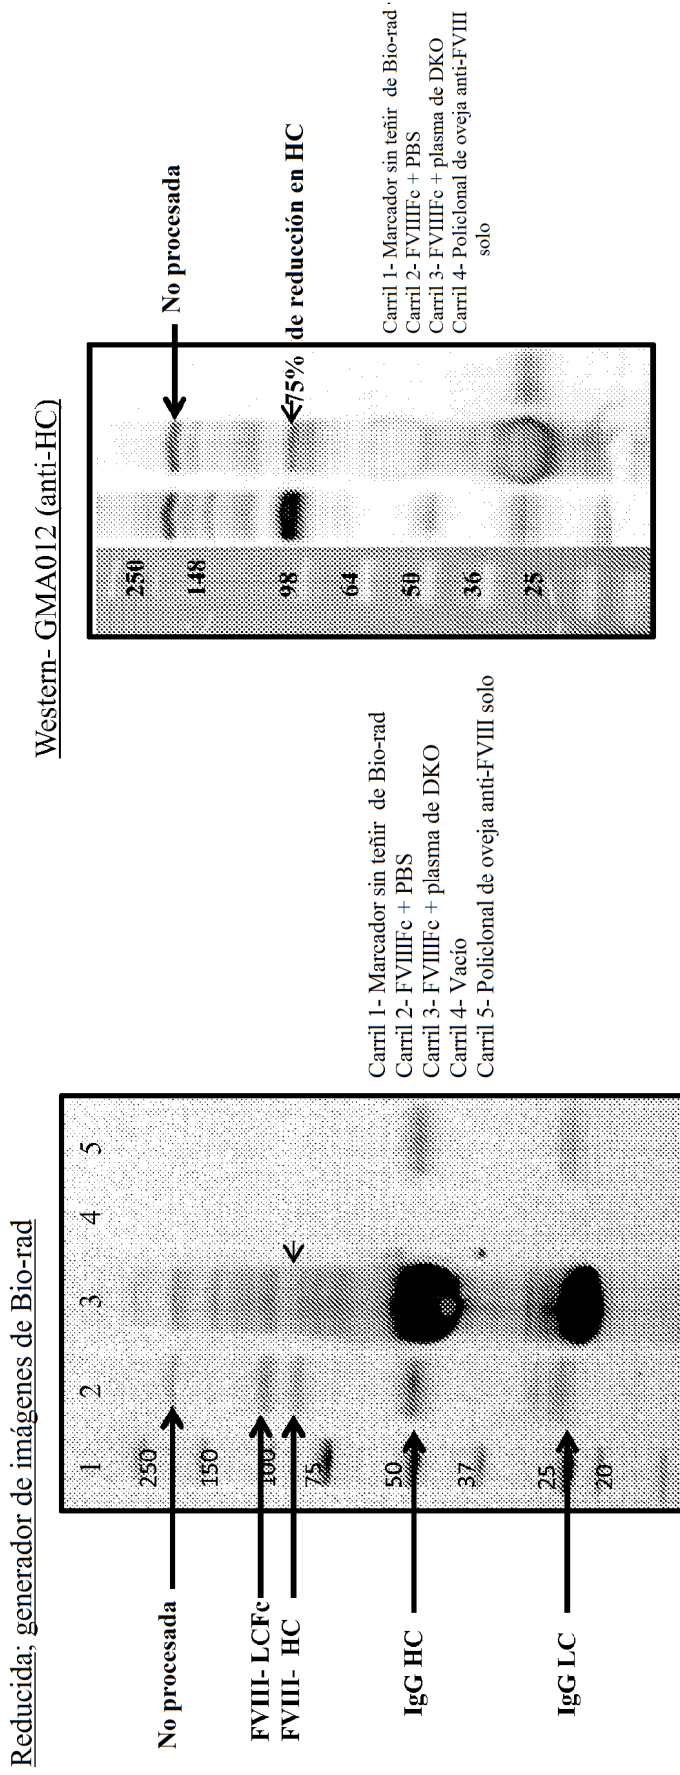 Reducida; generador de imágenes de Bio-rad
1 2 3 4 5
250
150
100
75
50
37
25
20
No procesada
FVIII- LCFc
FVIII- HC
IgG HC
IgG LC
Carril 1- Marcador sin teñir de Bio-rad
Carril 2- FVIIIFc + PBS
Carril 3- FVIIIFc + plasma de DKO
Carril 4- Vacío
Carril 5- Policlonal de oveja anti-FVIII solo
Western- GMA012 (anti-HC)
250
148
98
64
50
36
25
No procesada
75% de reducción en HC
Carril 1- Marcador sin teñir de Bio-rad
Carril 2- FVIIIFc + PBS
Carril 3- FVIIIFc + plasma de DKO
Carril 4- Policlonal de oveja anti-FVIII
solo